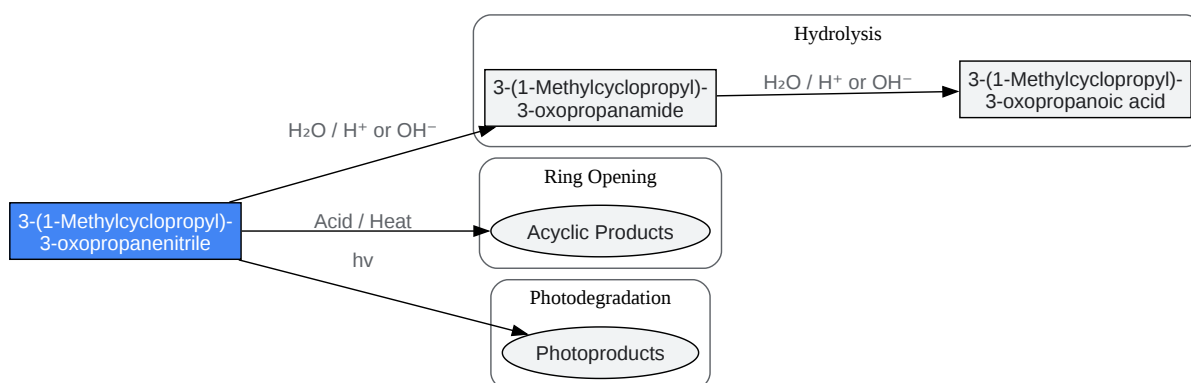 Hydrolysis
3-(1-Methylcyclopropyl)-
3-oxopropanamide
H₂O / H⁺ or OH⁻
3-(1-Methylcyclopropyl)-
3-oxopropanoic acid
H₂O / H⁺ or OH⁻
Ring Opening
3-(1-Methylcyclopropyl)-
3-oxopropanenitrile
Acid / Heat
Acyclic Products
hv
Photodegradation
Photoproducts